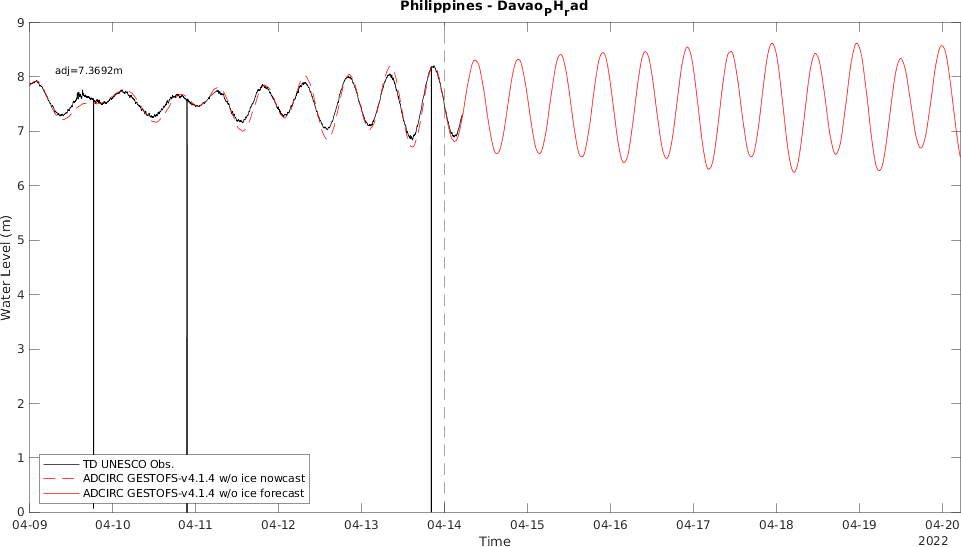 Philippines - DavaoPHrad
9
8
7
6
5
4
3
2
1
0
Water Level (m)
adj=7.3692m
TD UNESCO Obs.
ADCIRC GESTOFS-v4.1.4 w/o ice nowcast
ADCIRC GESTOFS-v4.1.4 w/o ice forecast
04-09 04-10 04-11 04-12 04-13 04-14 04-15 04-16 04-17 04-18 04-19 04-20
Time
2022